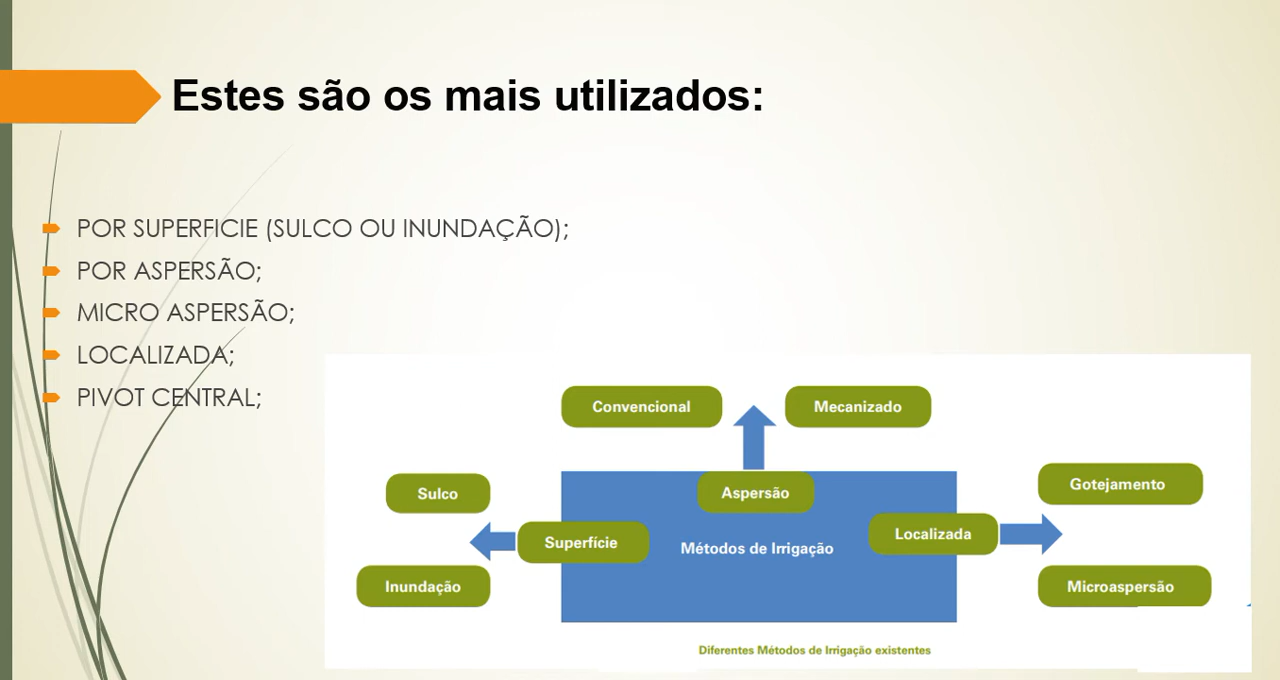 Estes são os mais utilizados:
POR SUPERFICIE (SULCO OU INUNDAÇÃO);
POR ASPERSÃO;
MICRO ASPERSÃO;
LOCALIZADA;
PIVOT CENTRAL;
Convencional
Mecanizado
Sulco
Aspersão
Gotejamento
Superfície
Métodos de Irrigação
Localizada
Inundação
Microaspersão
Diferentes Métodos de Irrigação existentes